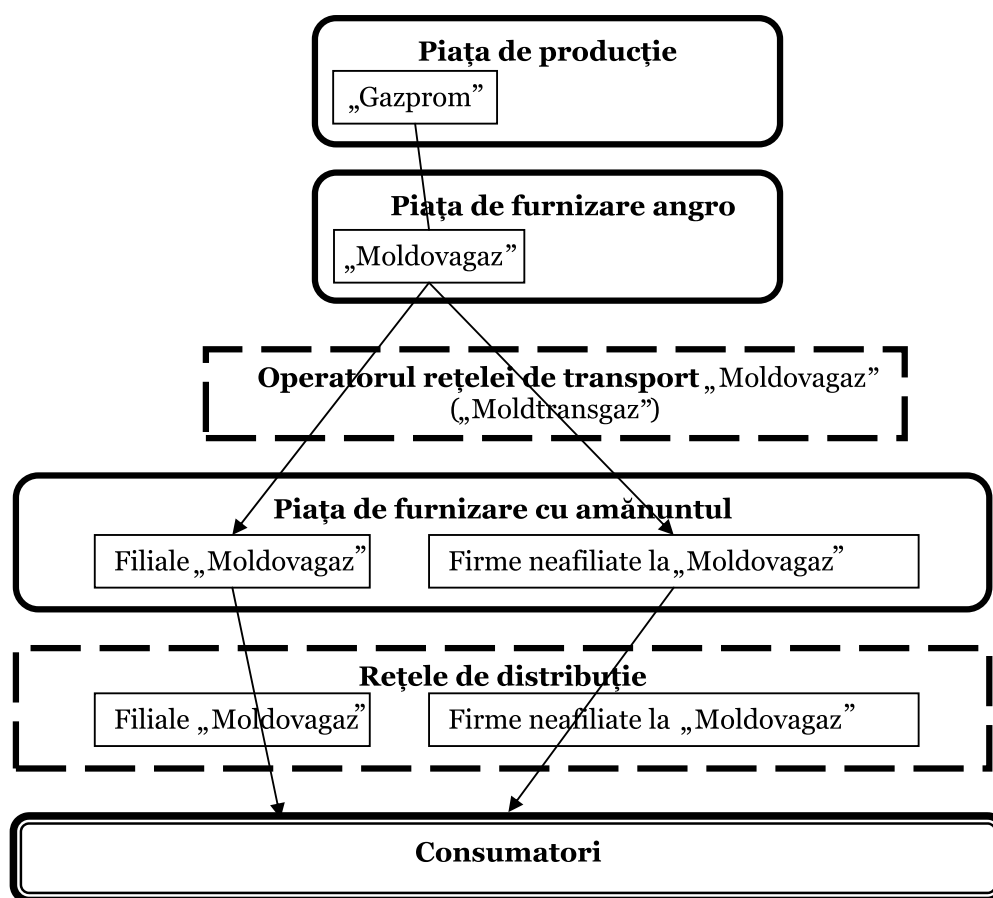 Piața de producție
„Gazprom”
Piața de furnizare angro
„Moldovagaz”
Operatorul rețelei de transport „Moldovagaz”
(„Moldtransgaz”)
Piața de furnizare cu amănuntul
Filiale „Moldovagaz”
Firme neafiliate la „Moldovagaz”
Rețele de distribuție
Filiale „Moldovagaz”
Firme neafiliate la „Moldovagaz”
Consumatori